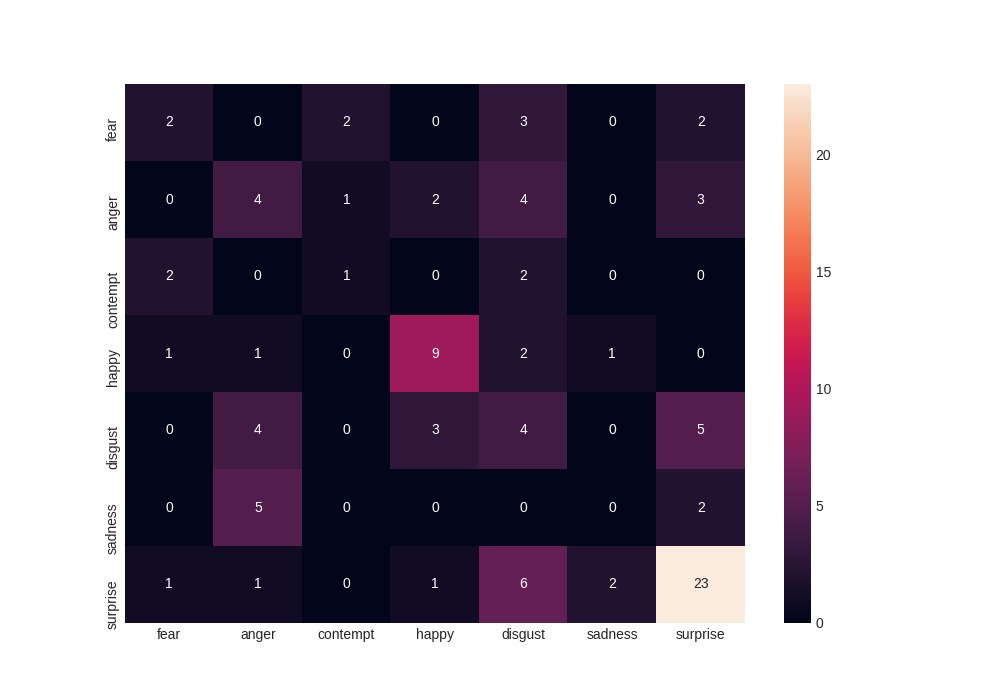 fear 2 0 2 0 3 0 2
anger 0 4 1 2 4 0 3
contempt 2 0 1 0 2 0 0
happy 1 1 0 9 2 1 0
disgust 0 4 0 3 4 0 5
sadness 0 5 0 0 0 0 2
surprise 1 1 0 1 6 2 23
fear anger contempt happy disgust sadness surprise
20
15
10
5
0